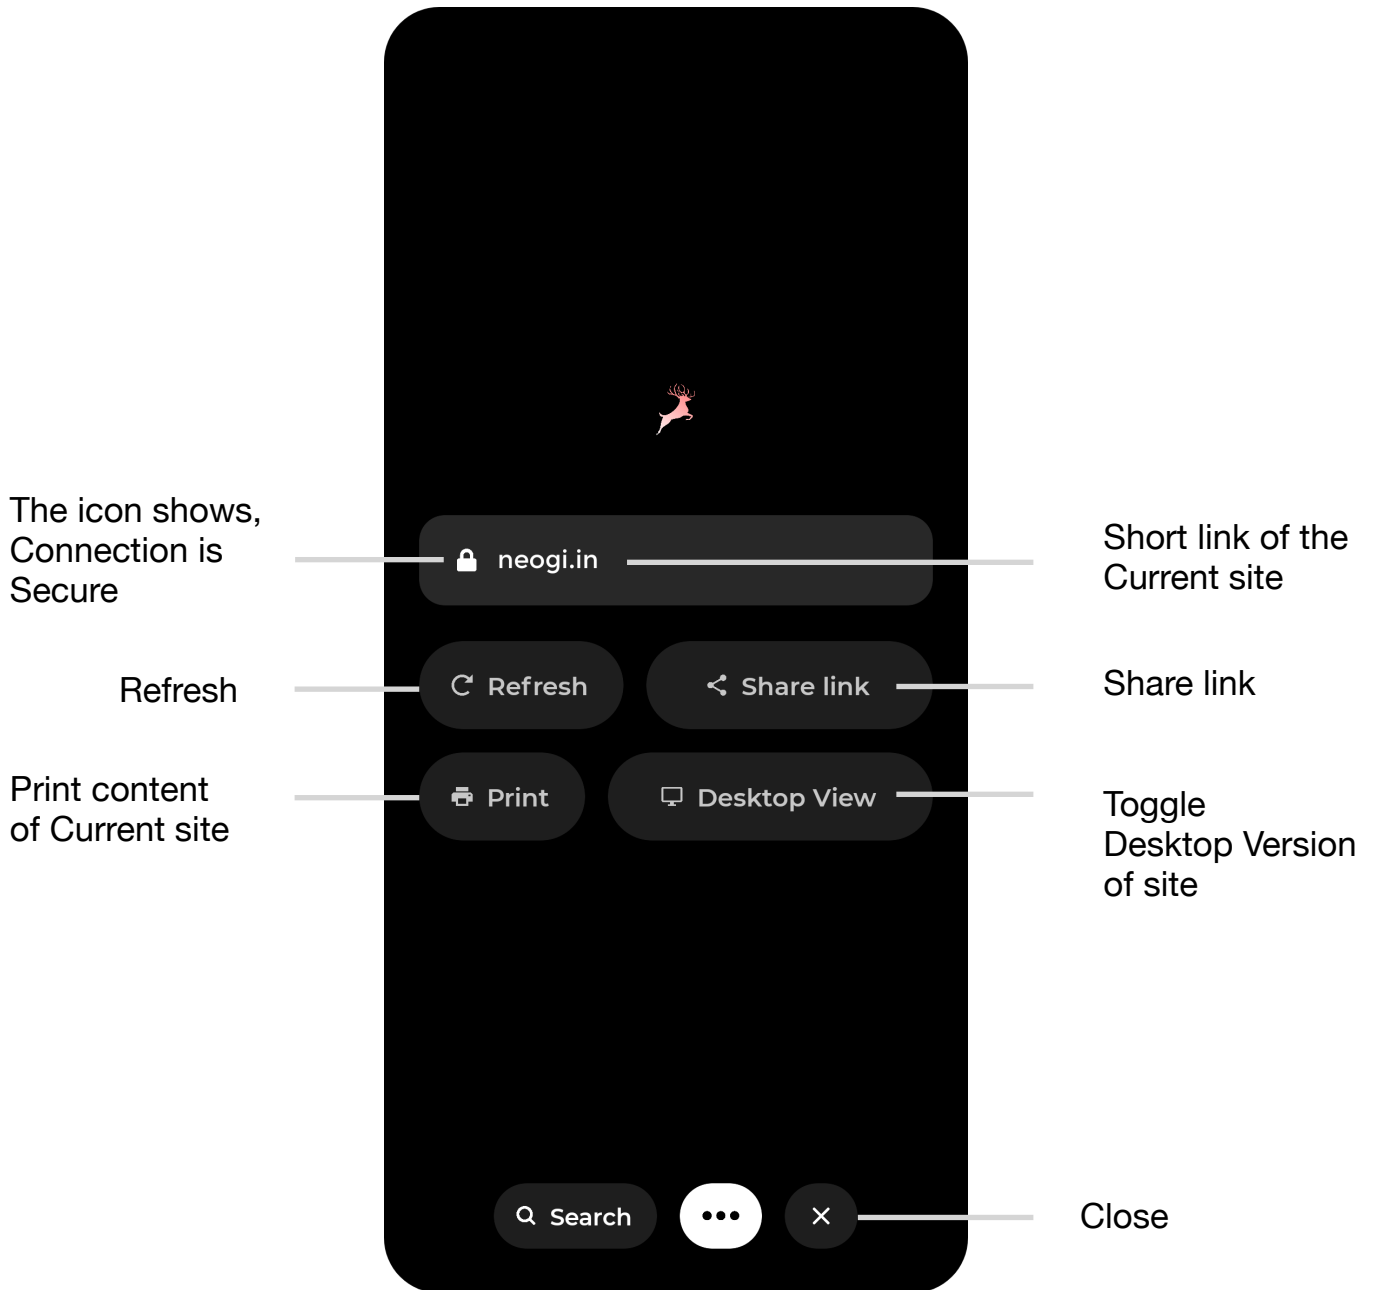 The icon shows,
Connection is
Secure
neogi.in
Short link of the
Current site
Refresh
Refresh
Share link
Share link
Print content
of Current site
Print
Desktop View
Toggle
Desktop Version
of site
Search
Close